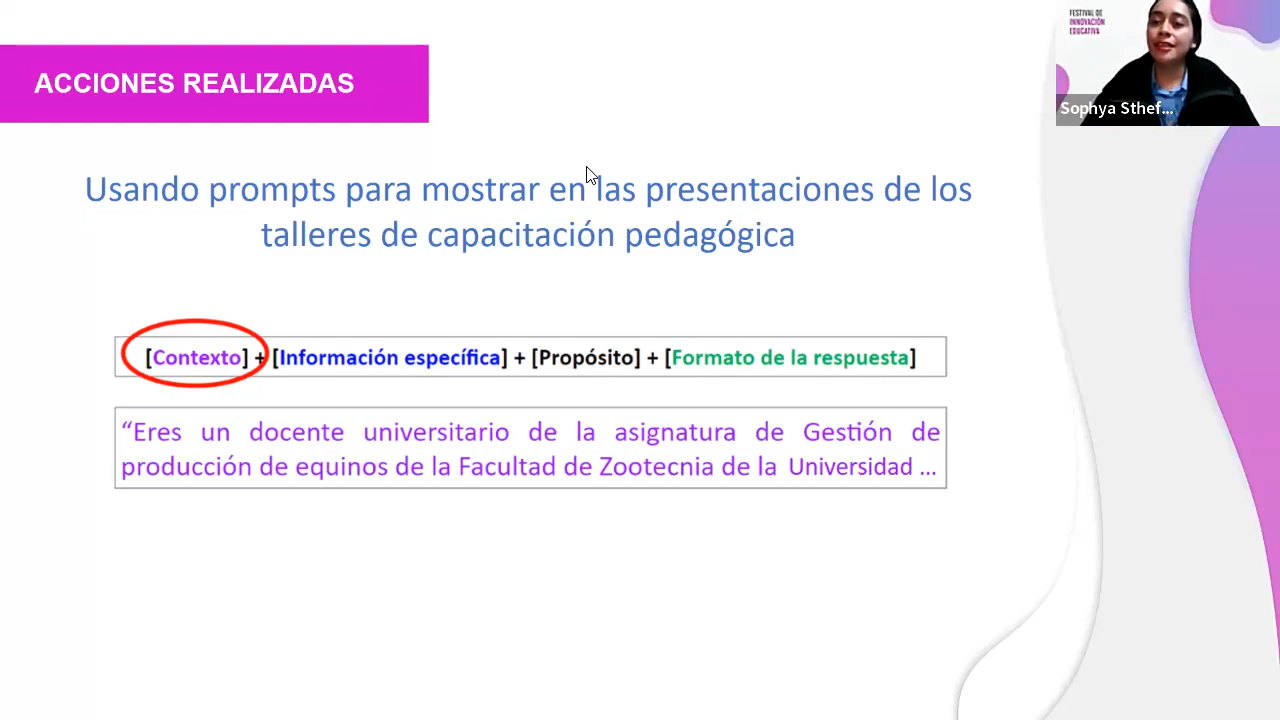 FESTIVAL DE
INNOVACIÓN
EDUCATIVA
ACCIONES REALIZADAS
Sophya Sthef...
Usando prompts para mostrar en las presentaciones de los
talleres de capacitación pedagógica
[Contexto] + [Información específica] + [Propósito] + [Formato de la respuesta]
“Eres un docente universitario de la asignatura de Gestión de
producción de equinos de la Facultad de Zootecnia de la Universidad ...